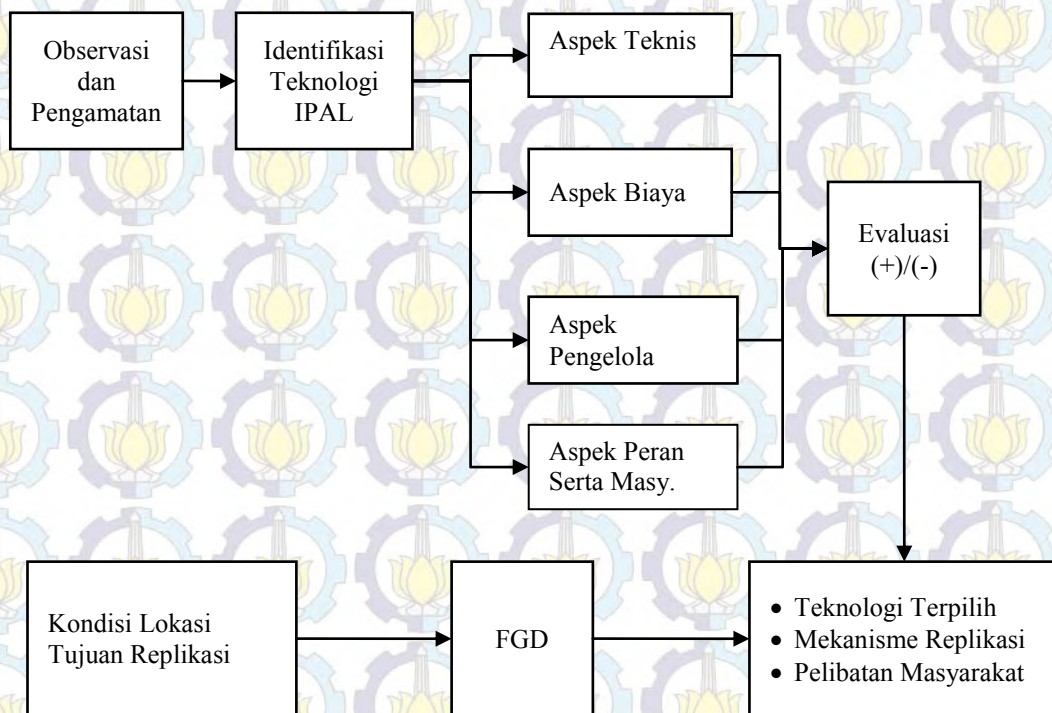 Observasi
dan
Pengamatan
Identifikasi
Teknologi
IPAL
Aspek Teknis
Aspek Biaya
Aspek
Pengelola
Aspek Peran
Serta Masy.
Evaluasi
(+)/(-)
Kondisi Lokasi
Tujuan Replikasi
FGD
• Teknologi Terpilih
• Mekanisme Replikasi
• Pelibatan Masyarakat